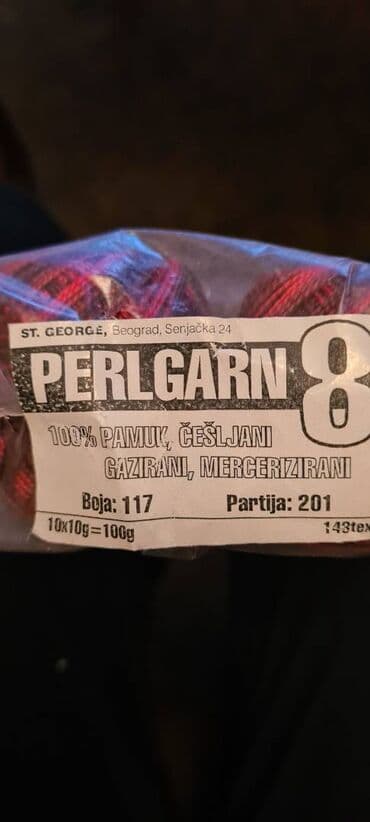 ST. GEORGE, Beograd, Senjačka 24
PERLGARN 8
100% PAMUK, ČEŠLJANI
GAZIRANI, MERCERIZIRANI
Boja: 117 Partija: 201
10x10g=100g 143tex